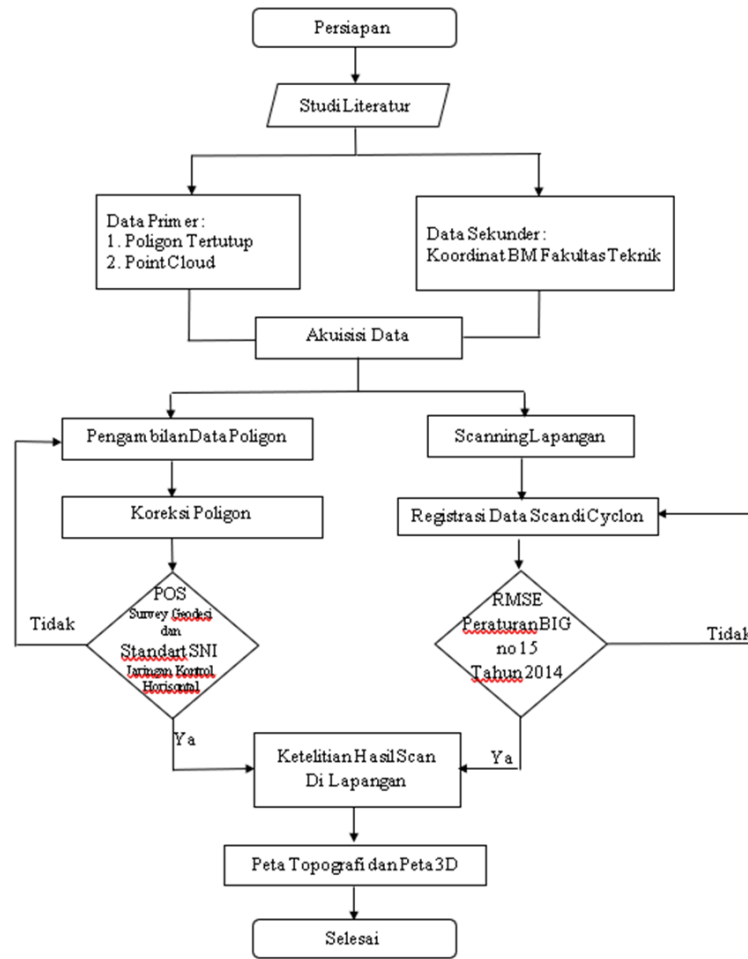 Persiapan
Studi Literatur
Data Primer :
1. Poligon Tertutup
2. Point Cloud
Data Sekunder :
Koordinat BM Fakultas Teknik
Akuisisi Data
Pengambilan Data Poligon
Scanning Lapangan
Koreksi Poligon
Registrasi Data Scan di Cyclon
POS
Survey Geodesi
dan
Standart SNI
Jaringan Kontrol
Horisontal
Tidak
RMSE
Peraturan BIG
no 15
Tahun 2014
Tidak
Ya
Ketelitian Hasil Scan
Di Lapangan
Ya
Peta Topografi dan Peta 3D
Selesai